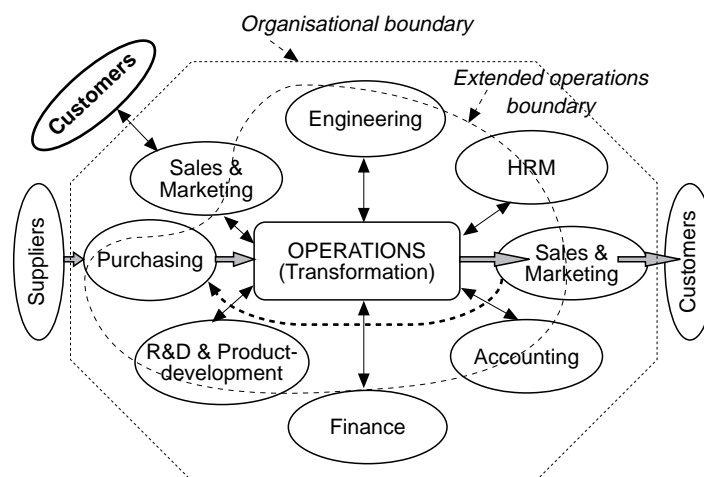 Organisational boundary
Customers
Extended operations
boundary
Engineering
Sales &
Marketing
HRM
Suppliers
Purchasing
OPERATIONS
(Transformation)
Sales &
Marketing
Customers
R&D & Product-
development
Accounting
Finance